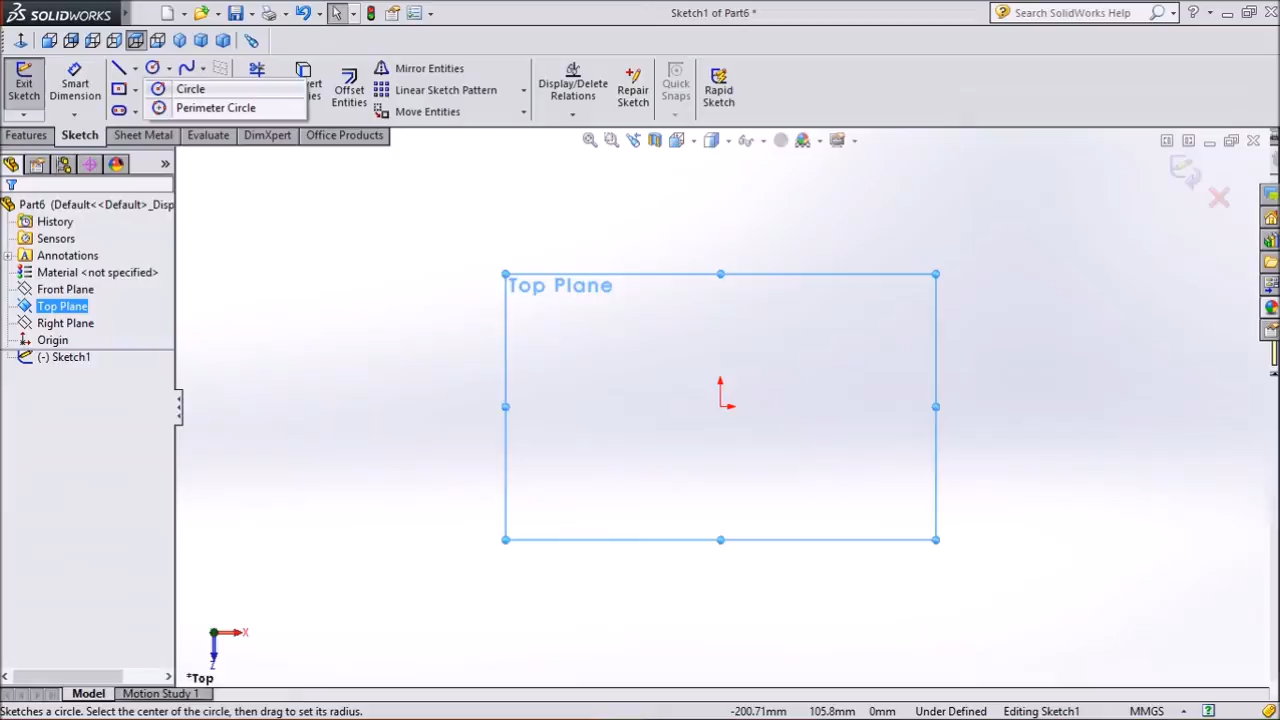 SOLIDWORKS
Sketch1 of Part6 *
Search SolidWorks Help
Exit Sketch
Smart Dimension
Circle
Perimeter Circle
Offset Entities
Mirror Entities
Linear Sketch Pattern
Move Entities
Display/Delete Relations
Repair Sketch
Quick Snaps
Rapid Sketch
Features
Sketch
Sheet Metal
Evaluate
DimXpert
Office Products
Part6 (Default<<Default>_Disp
History
Sensors
Annotations
Material <not specified>
Front Plane
Top Plane
Right Plane
Origin
(-) Sketch1
Top Plane
X
Z
*Top
Model
Motion Study 1
Sketches a circle. Select the center of the circle, then drag to set its radius.
-200.71mm
105.8mm
0mm
Under Defined
Editing Sketch1
MMGS